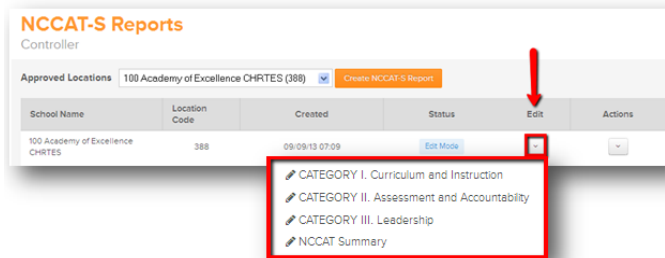 NCCAT-S Reports
Controller
Approved Locations 100 Academy of Excellence CHRTES (388) Create NCCAT-S Report
School Name Location Code Created Status Edit Actions
100 Academy of Excellence CHRTES 388 09/09/13 07:09 Edit Mode
CATEGORY I. Curriculum and Instruction
CATEGORY II. Assessment and Accountability
CATEGORY III. Leadership
NCCAT Summary